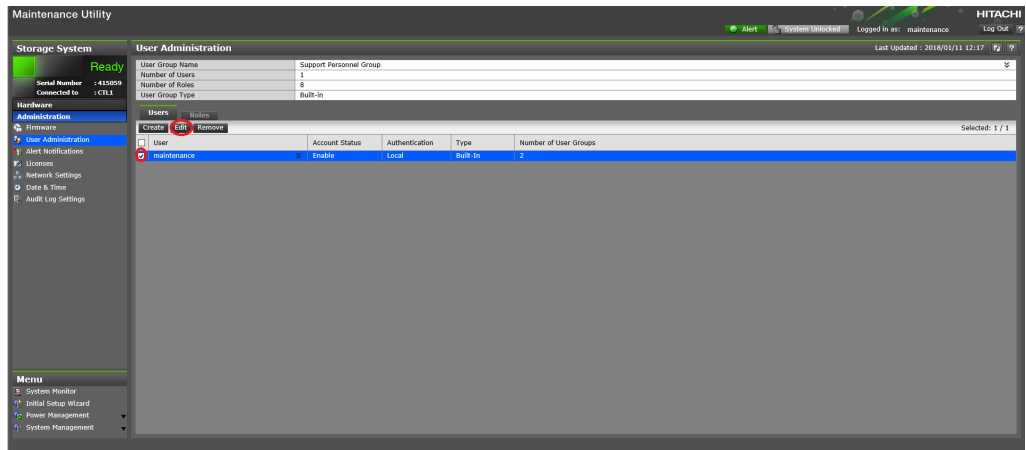 Maintenance Utility
HITACHI
Alert System Unlocked Logged in as: maintenance Log Out ?
Storage System
Ready
Serial Number : 415059
Connected to : CTL1
Hardware
Administration
Firmware
User Administration
Alert Notifications
Licenses
Network Settings
Date & Time
Audit Log Settings
Menu
System Monitor
Initial Setup Wizard
Power Management
System Management
User Administration Last Updated : 2018/01/11 12:17 ?
User Group Name Support Personnel Group
Number of Users 1
Number of Roles 8
User Group Type Built-in
Users Roles
Create Edit Remove Selected: 1 / 1
User Account Status Authentication Type Number of User Groups
maintenance Enable Local Built-In 2